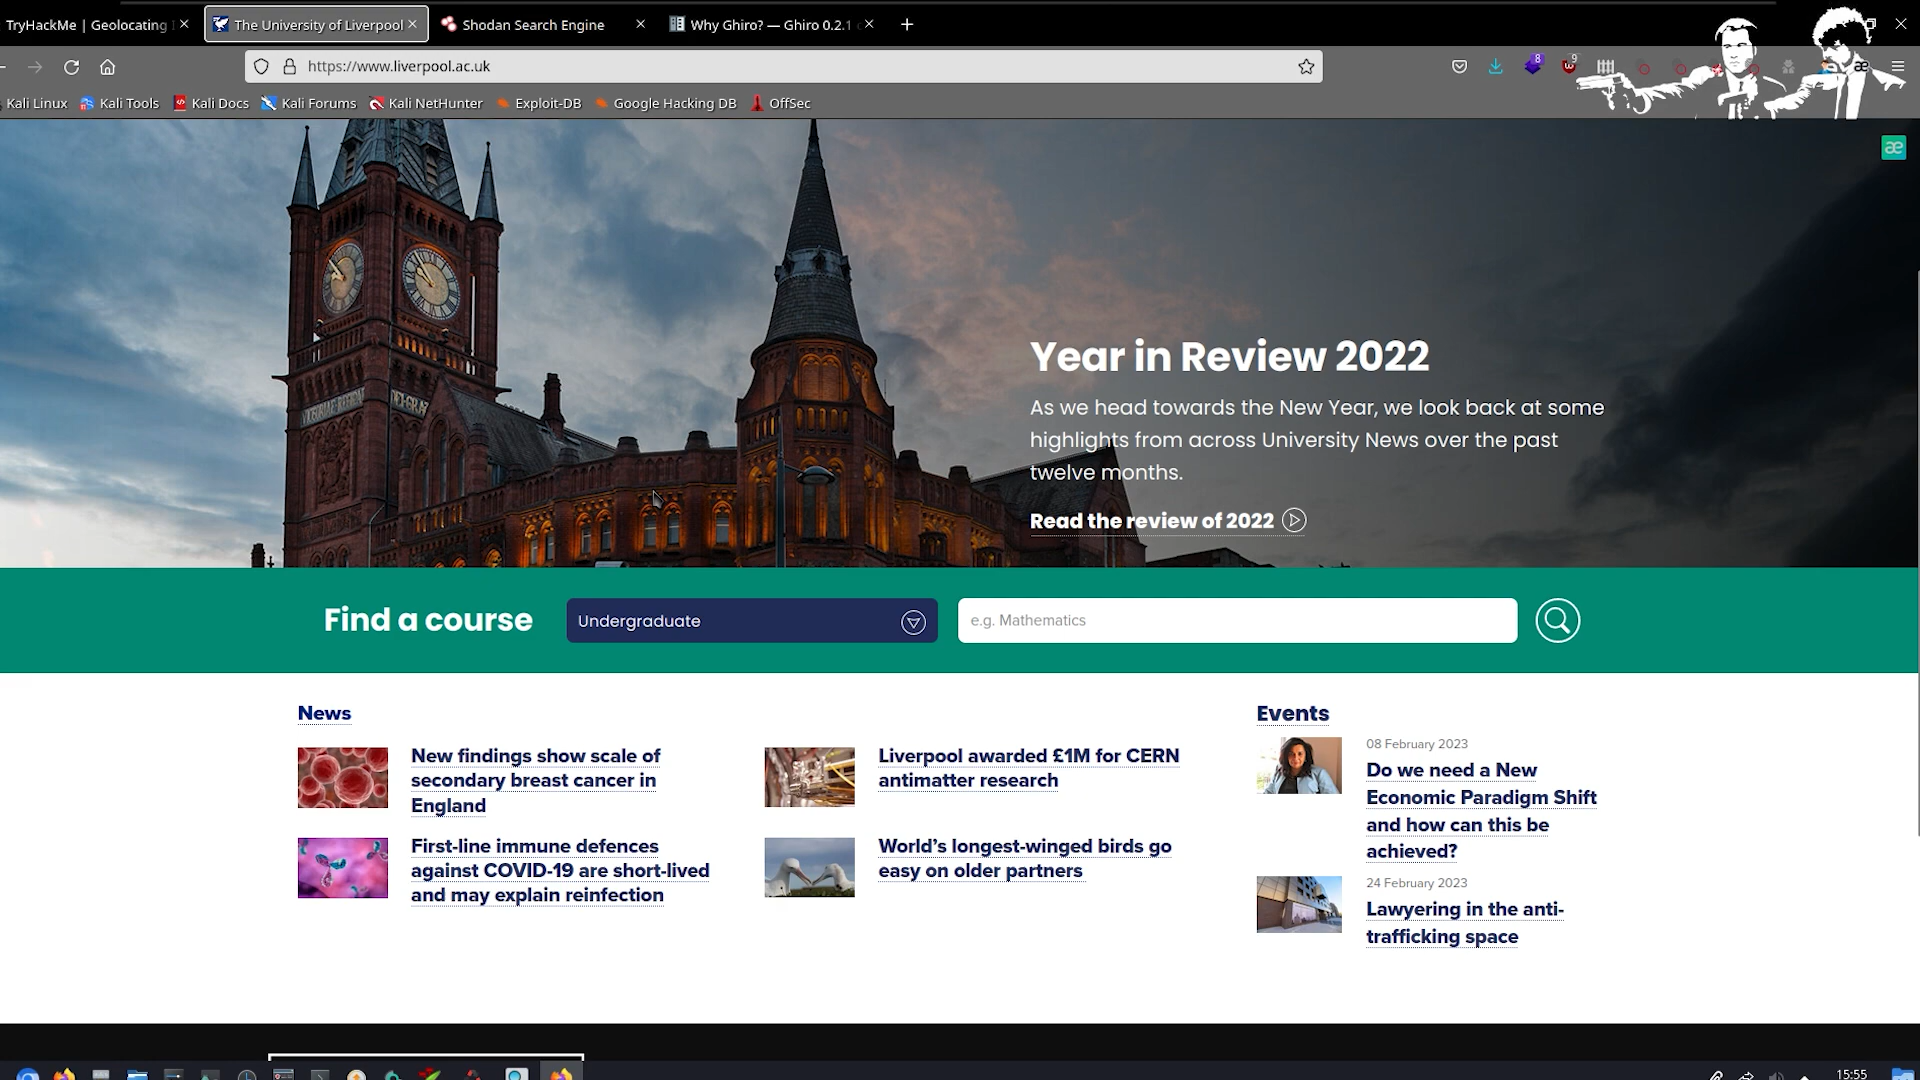 TryHackMe | Geolocating
The University of Liverpool
Shodan Search Engine
Why Ghiro? — Ghiro 0.2.1
https://www.liverpool.ac.uk
8
9
æ
Kali Linux
Kali Tools
Kali Docs
Kali Forums
Kali NetHunter
Exploit-DB
Google Hacking DB
OffSec
æ
Year in Review 2022
As we head towards the New Year, we look back at some
highlights from across University News over the past
twelve months.
Read the review of 2022
Find a course
Undergraduate
e.g. Mathematics
News
New findings show scale of
secondary breast cancer in
England
First-line immune defences
against COVID-19 are short-lived
and may explain reinfection
Liverpool awarded £1M for CERN
antimatter research
World’s longest-winged birds go
easy on older partners
Events
08 February 2023
Do we need a New
Economic Paradigm Shift
and how can this be
achieved?
24 February 2023
Lawyering in the anti-
trafficking space
15:55